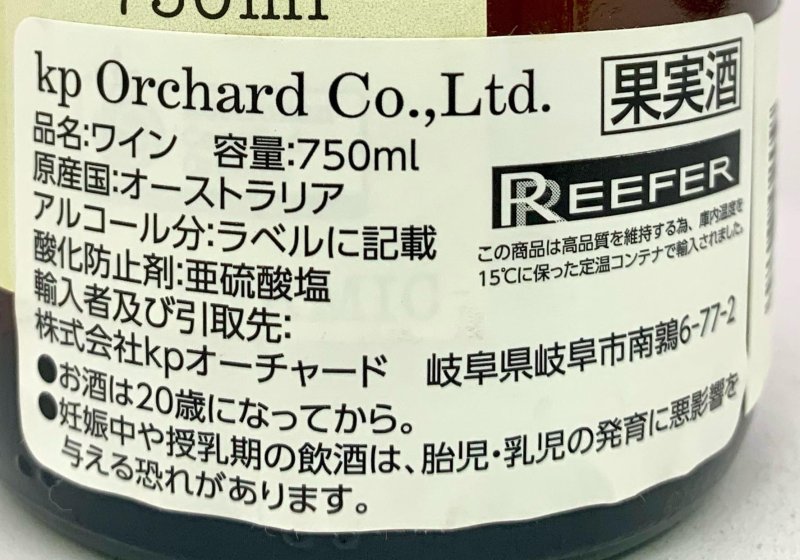 750ml
kp Orchard Co.,Ltd.
果実酒
品名:ワイン 容量:750ml
原産国:オーストラリア
アルコール分:ラベルに記載
酸化防止剤:亜硫酸塩
輸入者及び引取先:
株式会社kpオーチャード 岐阜県岐阜市南鶉6-77-2
REEFER
この商品は高品質を維持する為、庫内温度を
15℃に保った定温コンテナで輸入されました。
●お酒は20歳になってから。
●妊娠中や授乳期の飲酒は、胎児・乳児の発育に悪影響を
与える恐れがあります。